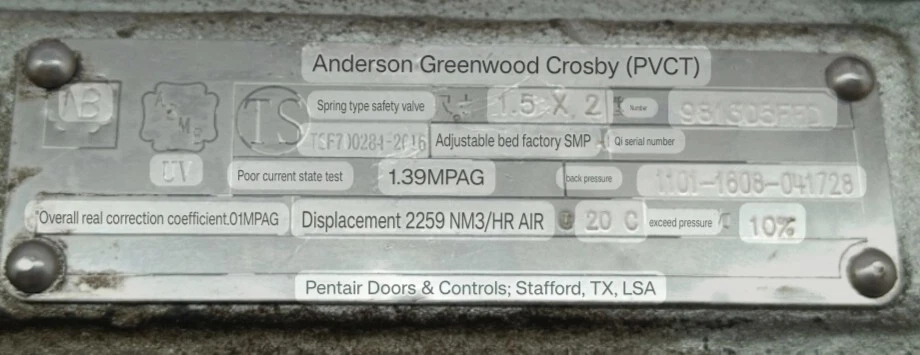 Anderson Greenwood Crosby (PVCT)
Spring type safety valve 1.5 X 2 Number
TS
Adjustable bed factory SMP Qi serial number
UV Poor current state test 1.39MPAG back pressure 1101-1608-041728
Overall real correction coefficient.01MPAG Displacement 2259 NM3/HR AIR 20 C exceed pressure 10%
Pentair Doors & Controls; Stafford, TX, LSA